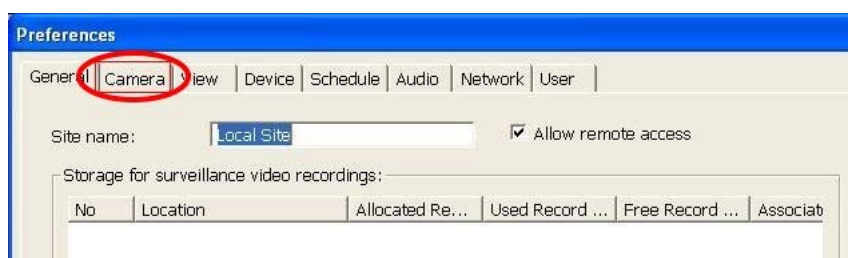 Preferences
General Camera View Device Schedule Audio Network User
Site name: Local Site Allow remote access
Storage for surveillance video recordings:
No Location Allocated Re... Used Record ... Free Record ... Associat